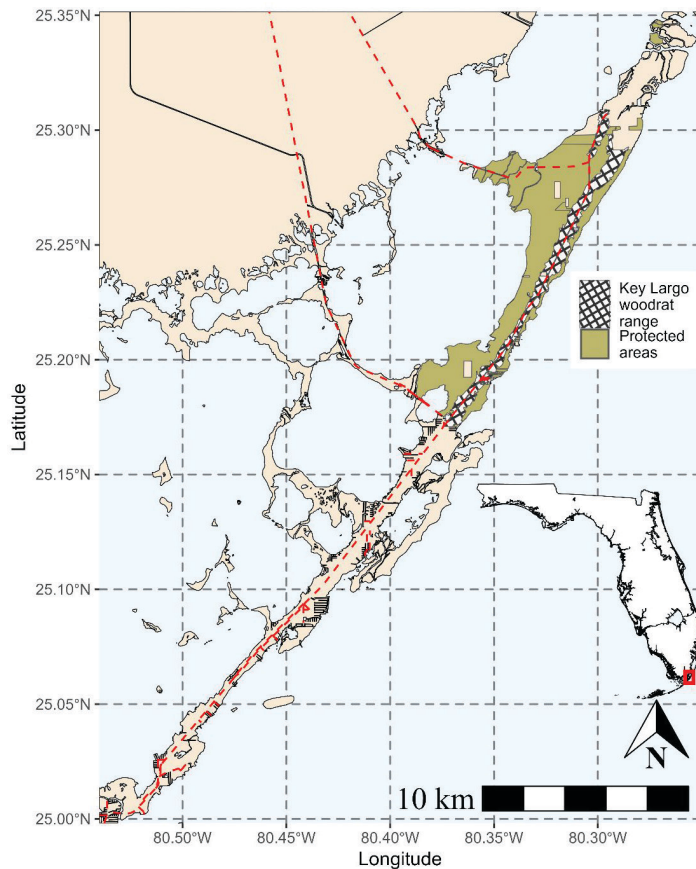 25.35°N
25.30°N
25.25°N
25.20°N
25.15°N
25.10°N
25.05°N
25.00°N
Latitude
Key Largo
woodrat
range
Protected
areas
N
10 km
80.50°W
80.45°W
80.40°W
80.35°W
80.30°W
Longitude